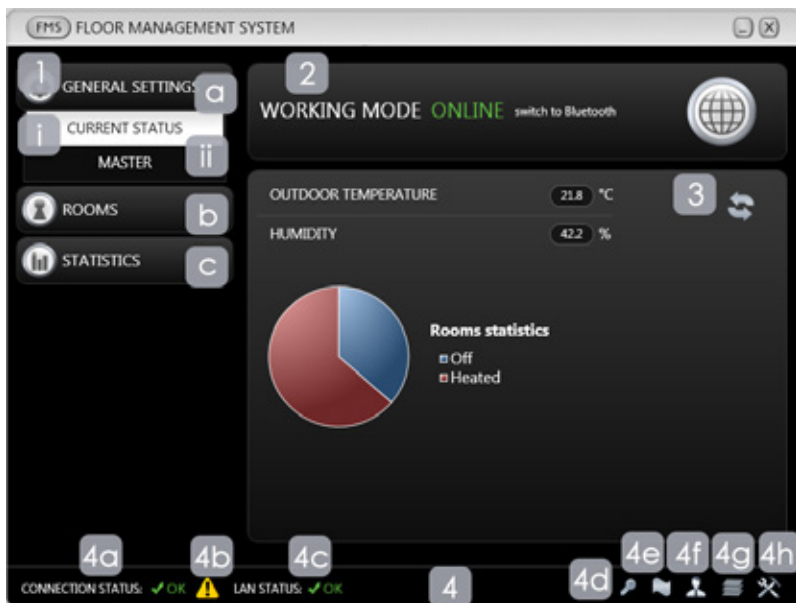 FMS FLOOR MANAGEMENT SYSTEM
1
GENERAL SETTINGS
a
i
CURRENT STATUS
MASTER
ii
ROOMS
b
STATISTICS
c
2
WORKING MODE ONLINE switch to Bluetooth
OUTDOOR TEMPERATURE 21.8 °C
3
HUMIDITY 42.2 %
Rooms statistics
Off
Heated
4a
4b
4c
4
4d
4e
4f
4g
4h
CONNECTION STATUS: OK
LAN STATUS: OK